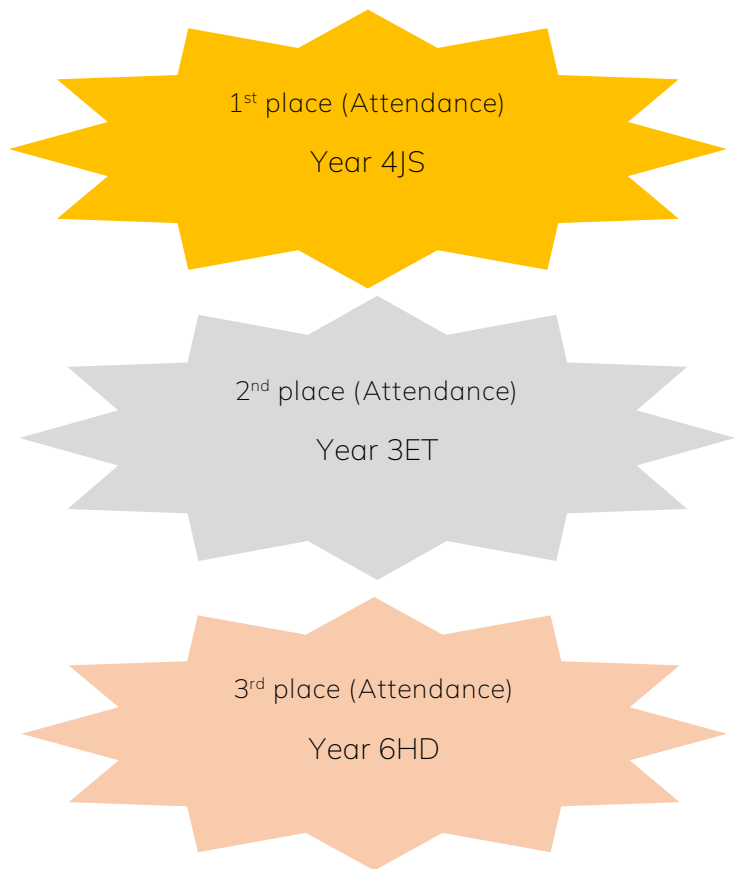 1st place (Attendance)
Year 4JS
2nd place (Attendance)
Year 3ET
3rd place (Attendance)
Year 6HD